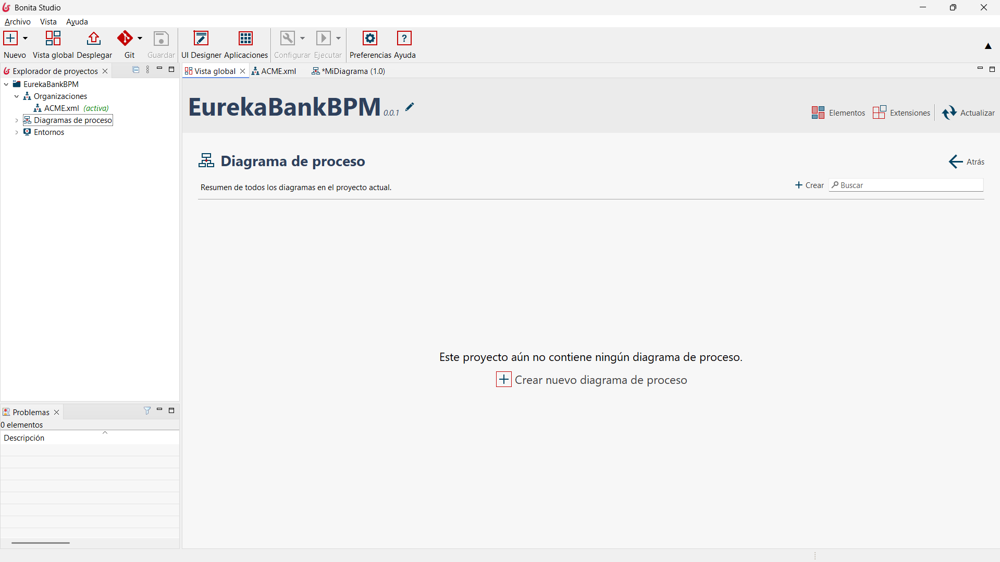 Bonita Studio
Archivo Vista Ayuda
Nuevo Vista global Desplegar Git Guardar UI Designer Aplicaciones Configurar Ejecutar Preferencias Ayuda
Explorador de proyectos
EurekaBankBPM
Organizaciones
ACME.xml (activa)
Diagramas de proceso
Entornos
Problemas
0 elementos
Descripción
Vista global ACME.xml *MiDiagrama (1.0)
EurekaBankBPM 0.0.1
Elementos Extensiones Actualizar
Diagrama de proceso
Atrás
Resumen de todos los diagramas en el proyecto actual.
Crear Buscar
Este proyecto aún no contiene ningún diagrama de proceso.
Crear nuevo diagrama de proceso